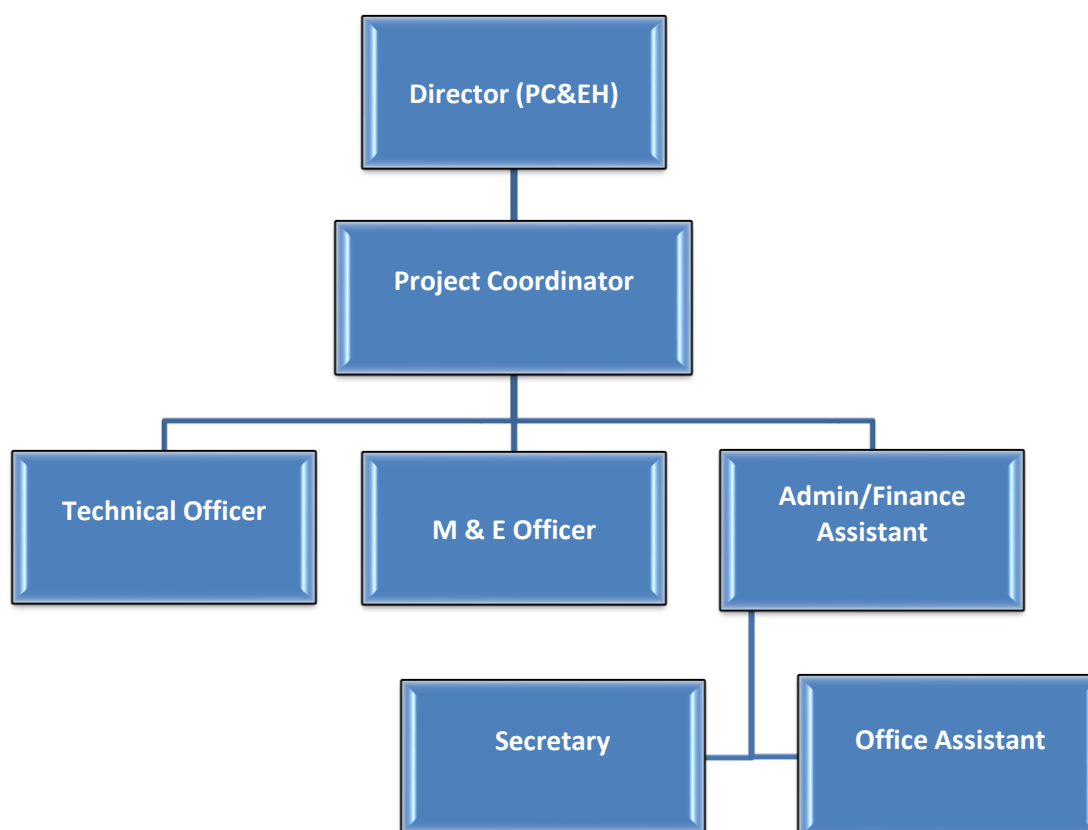 Director (PC&EH)
Project Coordinator
Technical Officer
M & E Officer
Admin/Finance
Assistant
Secretary
Office Assistant